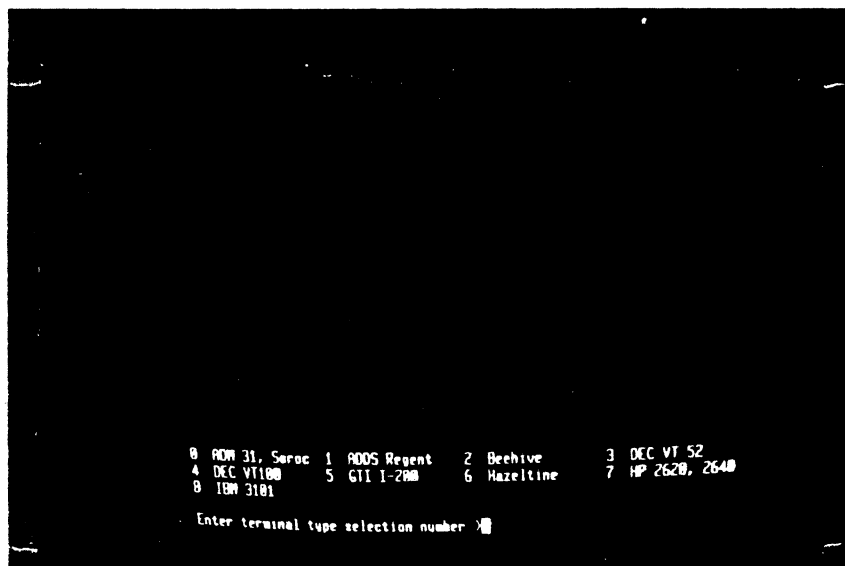 0 ADM 31, Soroc 1 ADDS Regent 2 Beehive 3 DEC VT 52
4 DEC VT100 5 GTI I-200 6 Hazeltine 7 HP 2620, 2640
8 IBM 3101
Enter terminal type selection number >